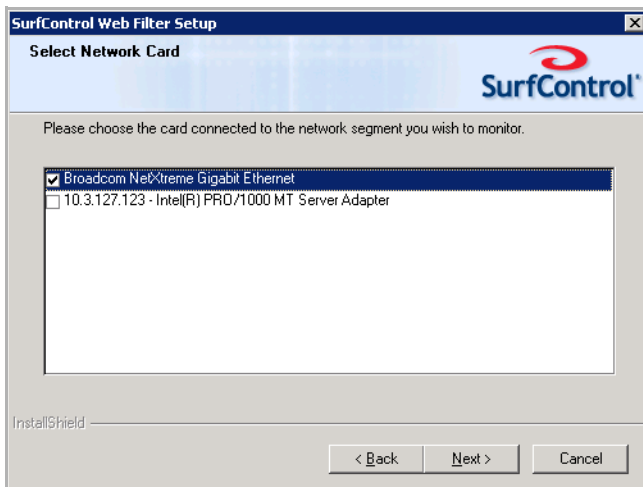 SurfControl Web Filter Setup
Select Network Card
SurfControl
Please choose the card connected to the network segment you wish to monitor.
Broadcom NetXtreme Gigabit Ethernet
10.3.127.123 - Intel(R) PRO/1000 MT Server Adapter
InstallShield
< Back Next > Cancel